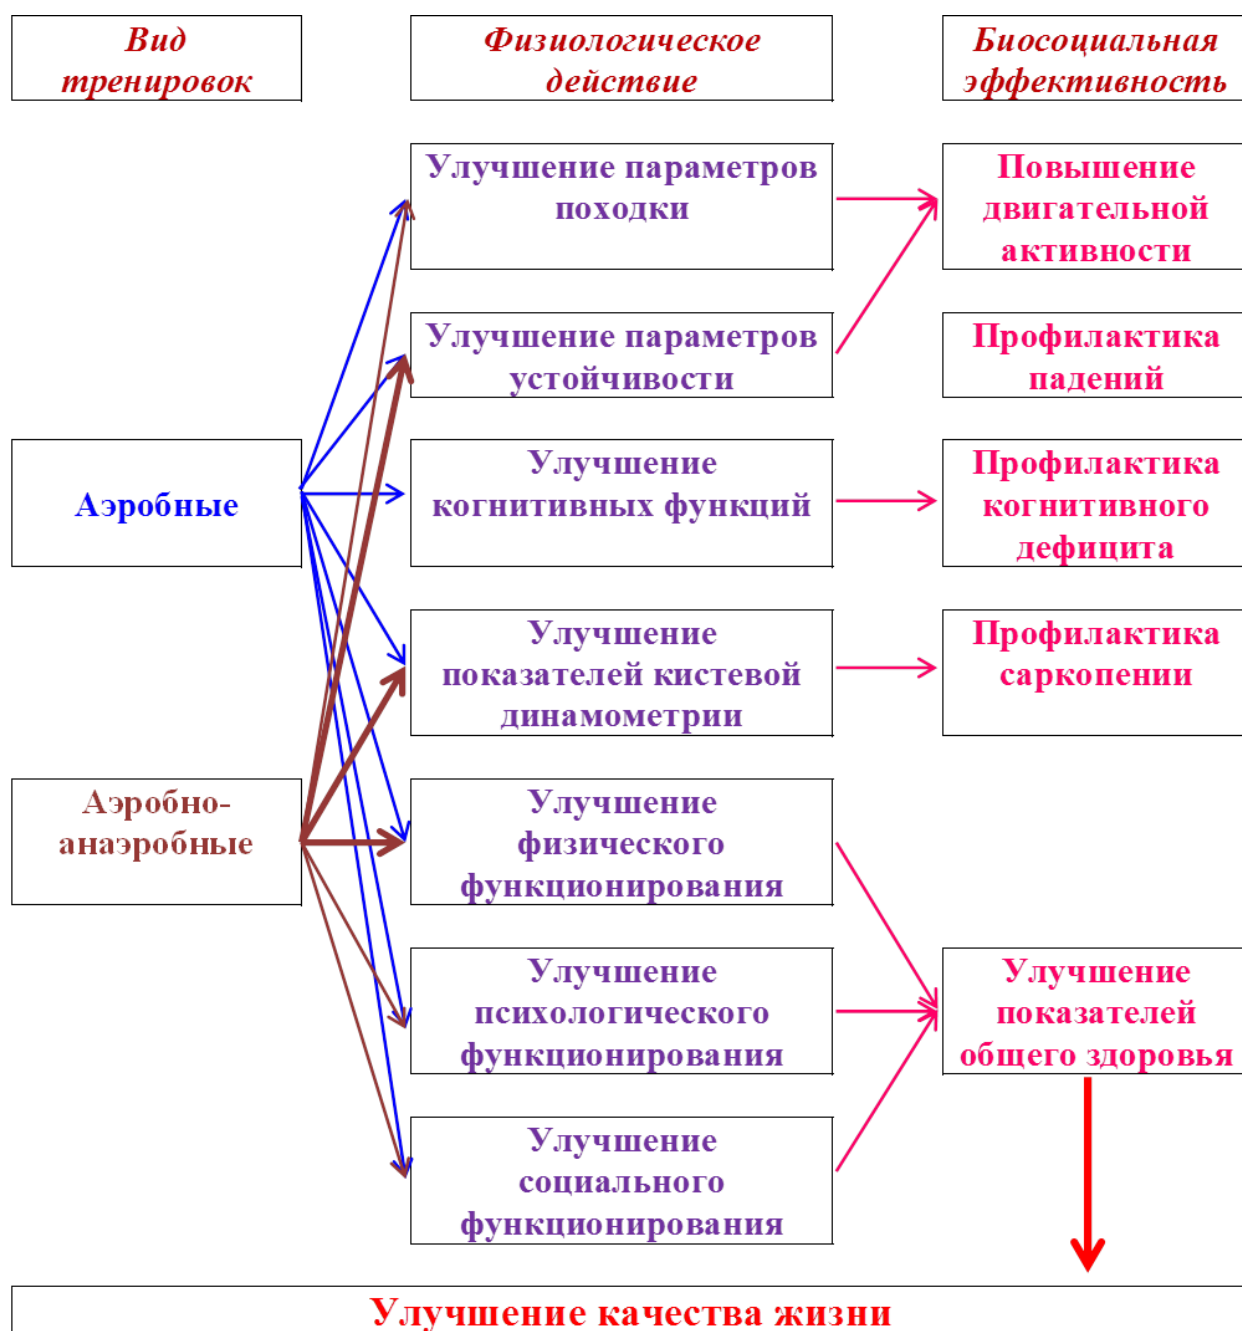 Вид
тренировок
Физиологическое
действие
Биосоциальная
эффективность
Улучшение параметров
походки
Повышение
двигательной
активности
Улучшение параметров
устойчивости
Профилактика
падений
Аэробные
Улучшение
когнитивных функций
Профилактика
когнитивного
дефицита
Улучшение
показателей кистевой
динамометрии
Профилактика
саркопении
Аэробно-
анаэробные
Улучшение
физического
функционирования
Улучшение
психологического
функционирования
Улучшение
показателей
общего здоровья
Улучшение
социального
функционирования
Улучшение качества жизни